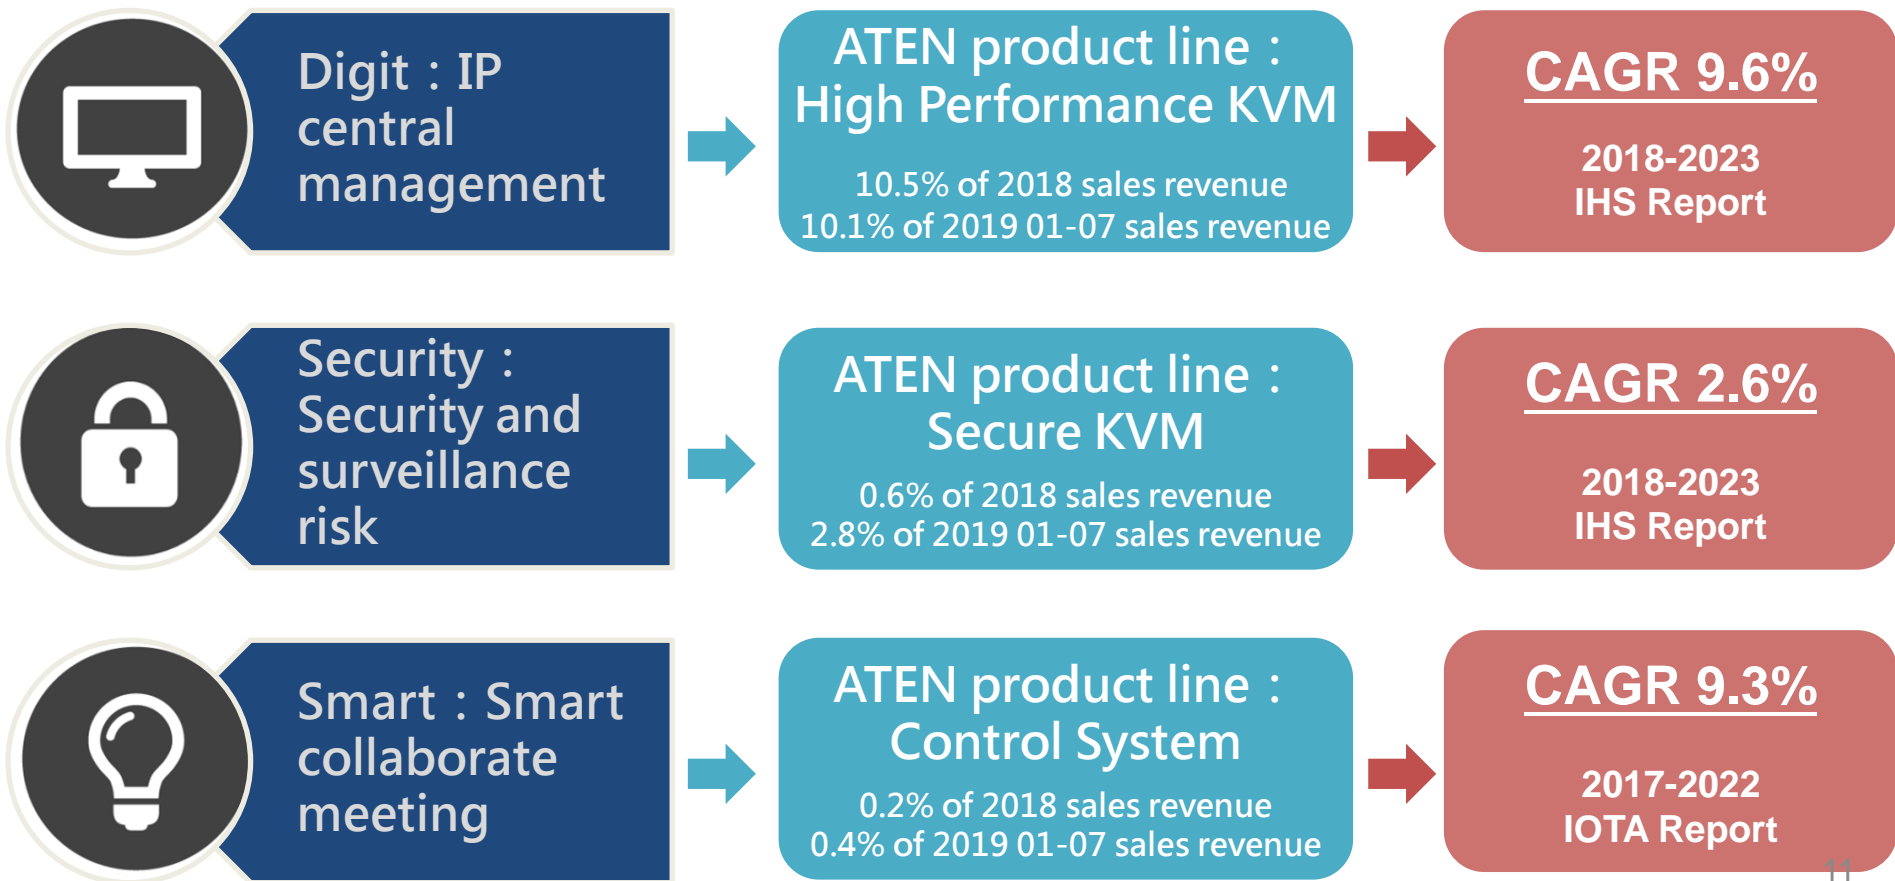 Digit：IP
central
management
ATEN product line：
High Performance KVM
10.5% of 2018 sales revenue
10.1% of 2019 01-07 sales revenue
CAGR 9.6%
2018-2023
IHS Report
Security：
Security and
surveillance
risk
ATEN product line：
Secure KVM
0.6% of 2018 sales revenue
2.8% of 2019 01-07 sales revenue
CAGR 2.6%
2018-2023
IHS Report
Smart：Smart
collaborate
meeting
ATEN product line：
Control System
0.2% of 2018 sales revenue
0.4% of 2019 01-07 sales revenue
CAGR 9.3%
2017-2022
IOTA Report
11